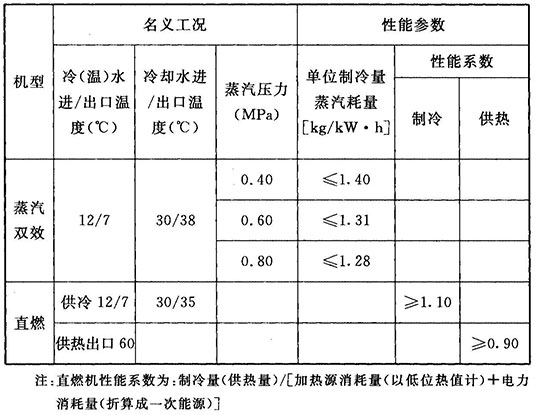 名义工况
性能参数
机型
冷(温)水
进/出口温
度(℃)
冷却水进
/出口温
度(℃)
蒸汽压力
(MPa)
单位制冷量
蒸汽耗量
[kg/kW·h]
性能系数
制冷
供热
蒸汽
双效
12/7
30/38
0.40
≤1.40
0.60
≤1.31
0.80
≤1.28
直燃
供冷 12/7
30/35
≥1.10
供热出口 60
≥0.90
注:直燃机性能系数为:制冷量(供热量)/[加热源消耗量(以低位热值计)+电力
消耗量(折算成一次能源)]